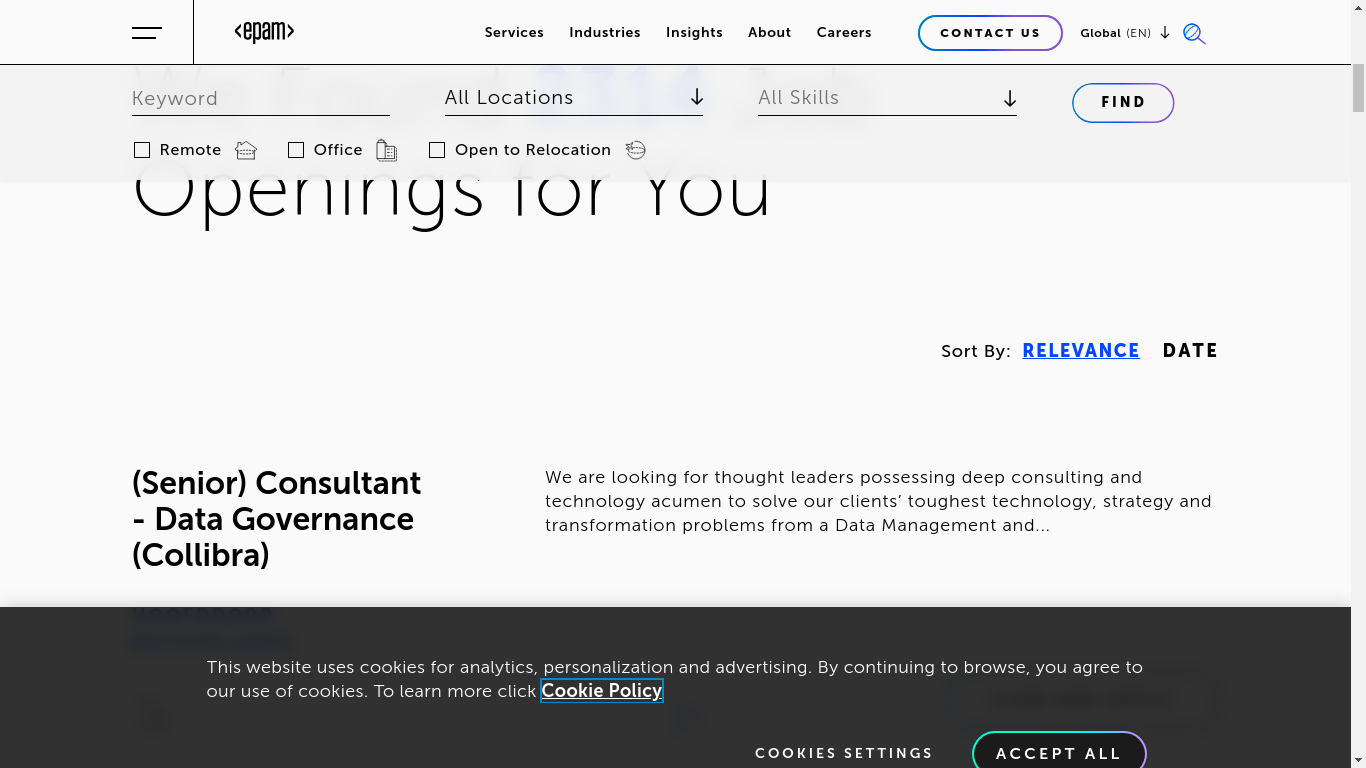 <epam>
Services
Industries
Insights
About
Careers
CONTACT US
Global (EN)
Keyword
All Locations
All Skills
FIND
Remote
Office
Open to Relocation
Openings for You
Sort By: RELEVANCE DATE
(Senior) Consultant
- Data Governance
(Collibra)
We are looking for thought leaders possessing deep consulting and
technology acumen to solve our clients’ toughest technology, strategy and
transformation problems from a Data Management and...
This website uses cookies for analytics, personalization and advertising. By continuing to browse, you agree to
our use of cookies. To learn more click Cookie Policy
COOKIES SETTINGS
ACCEPT ALL